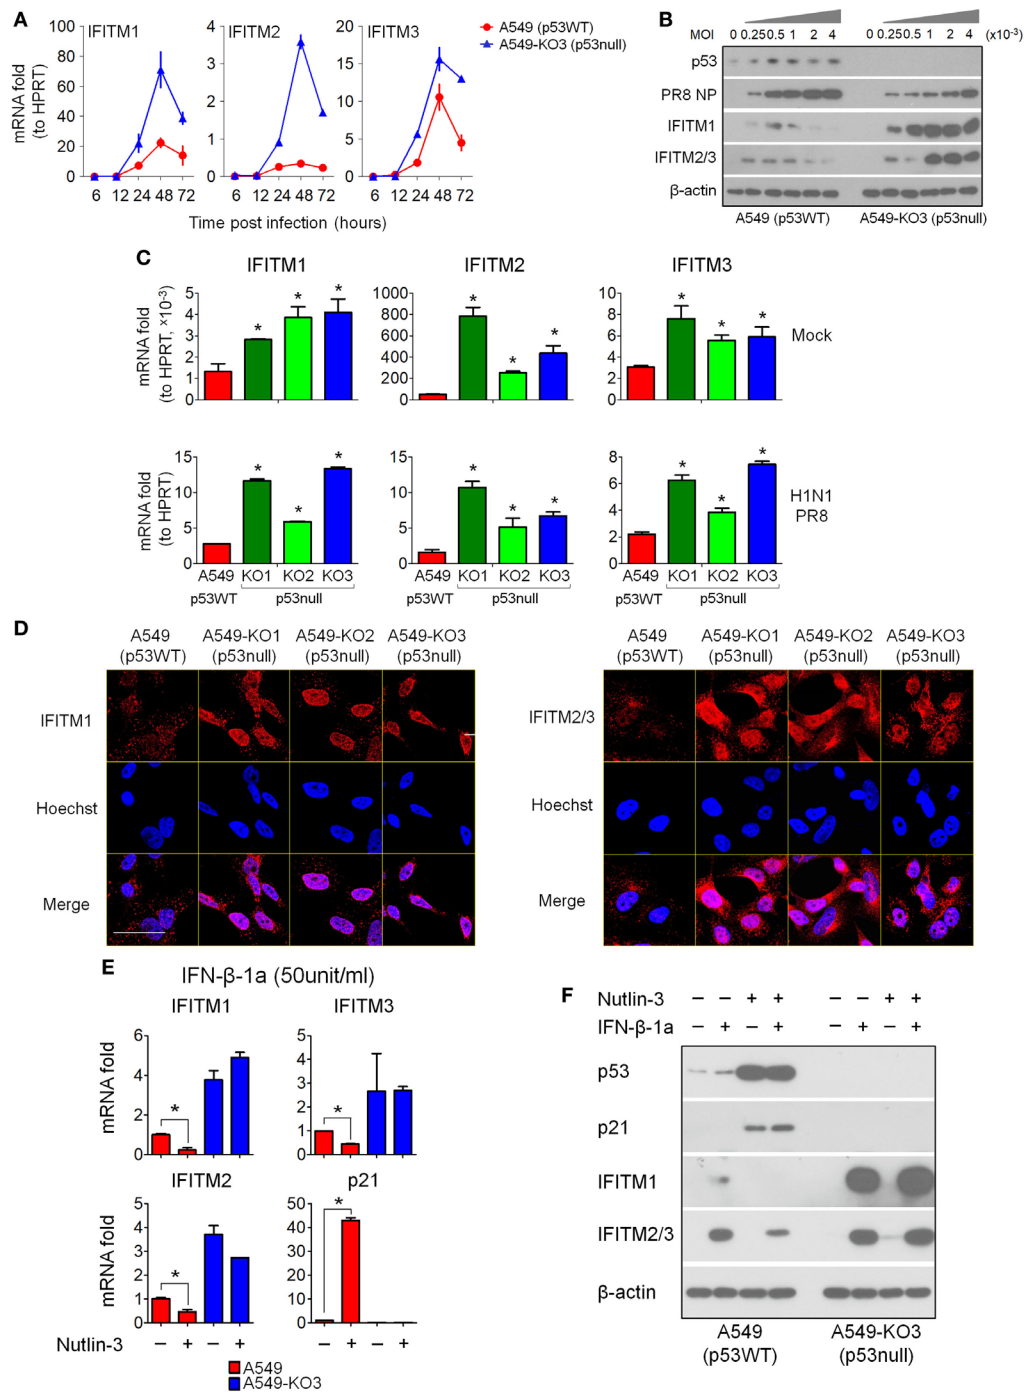 A
IFITM1
IFITM2
IFITM3
A549 (p53WT)
A549-KO3 (p53null)
mRNA fold
(to HPRT)
100
80
60
40
20
0
4
3
2
1
0
20
15
10
5
0
6 12 24 48 72
6 12 24 48 72
6 12 24 48 72
Time post infection (hours)
B
MOI
0 0.25 0.5 1 2 4
0 0.25 0.5 1 2 4 (x10⁻³)
p53
PR8 NP
IFITM1
IFITM2/3
β-actin
A549 (p53WT)
A549-KO3 (p53null)
C
IFITM1
IFITM2
IFITM3
mRNA fold
(to HPRT, ×10⁻³)
5
4
3
2
1
0
* * *
1000
800
600
400
200
0
* * *
10
8
6
4
2
0
* * *
Mock
mRNA fold
(to HPRT)
15
10
5
0
* * *
15
10
5
0
* * *
8
6
4
2
0
* * *
H1N1
PR8
A549 KO1 KO2 KO3
p53WT p53null
A549 KO1 KO2 KO3
p53WT p53null
A549 KO1 KO2 KO3
p53WT p53null
D
A549
(p53WT)
A549-KO1
(p53null)
A549-KO2
(p53null)
A549-KO3
(p53null)
IFITM1
Hoechst
Merge
A549
(p53WT)
A549-KO1
(p53null)
A549-KO2
(p53null)
A549-KO3
(p53null)
IFITM2/3
Hoechst
Merge
E
IFN-β-1a (50unit/ml)
IFITM1
IFITM3
mRNA fold
6
4
2
0
*
5
4
3
2
1
0
*
IFITM2
p21
mRNA fold
5
4
3
2
1
0
*
50
40
30
20
10
0
*
Nutlin-3
– + – +
– + – +
A549
A549-KO3
F
Nutlin-3 – – + + – – + +
IFN-β-1a – + – + – + – +
p53
p21
IFITM1
IFITM2/3
β-actin
A549
(p53WT)
A549-KO3
(p53null)